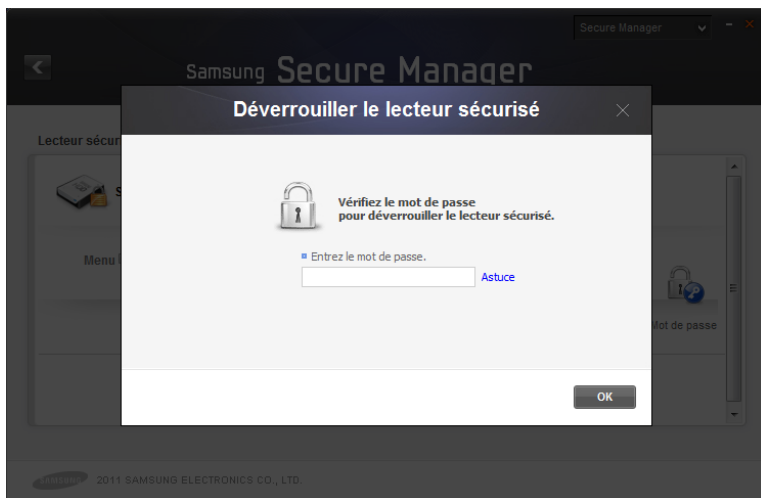 Secure Manager
Samsung Secure Manager
Déverrouiller le lecteur sécurisé
Lecteur sécur
S
Vérifiez le mot de passe
pour déverrouiller le lecteur sécurisé.
Menu
Entrez le mot de passe.
Astuce
Mot de passe
OK
SAMSUNG 2011 SAMSUNG ELECTRONICS CO., LTD.